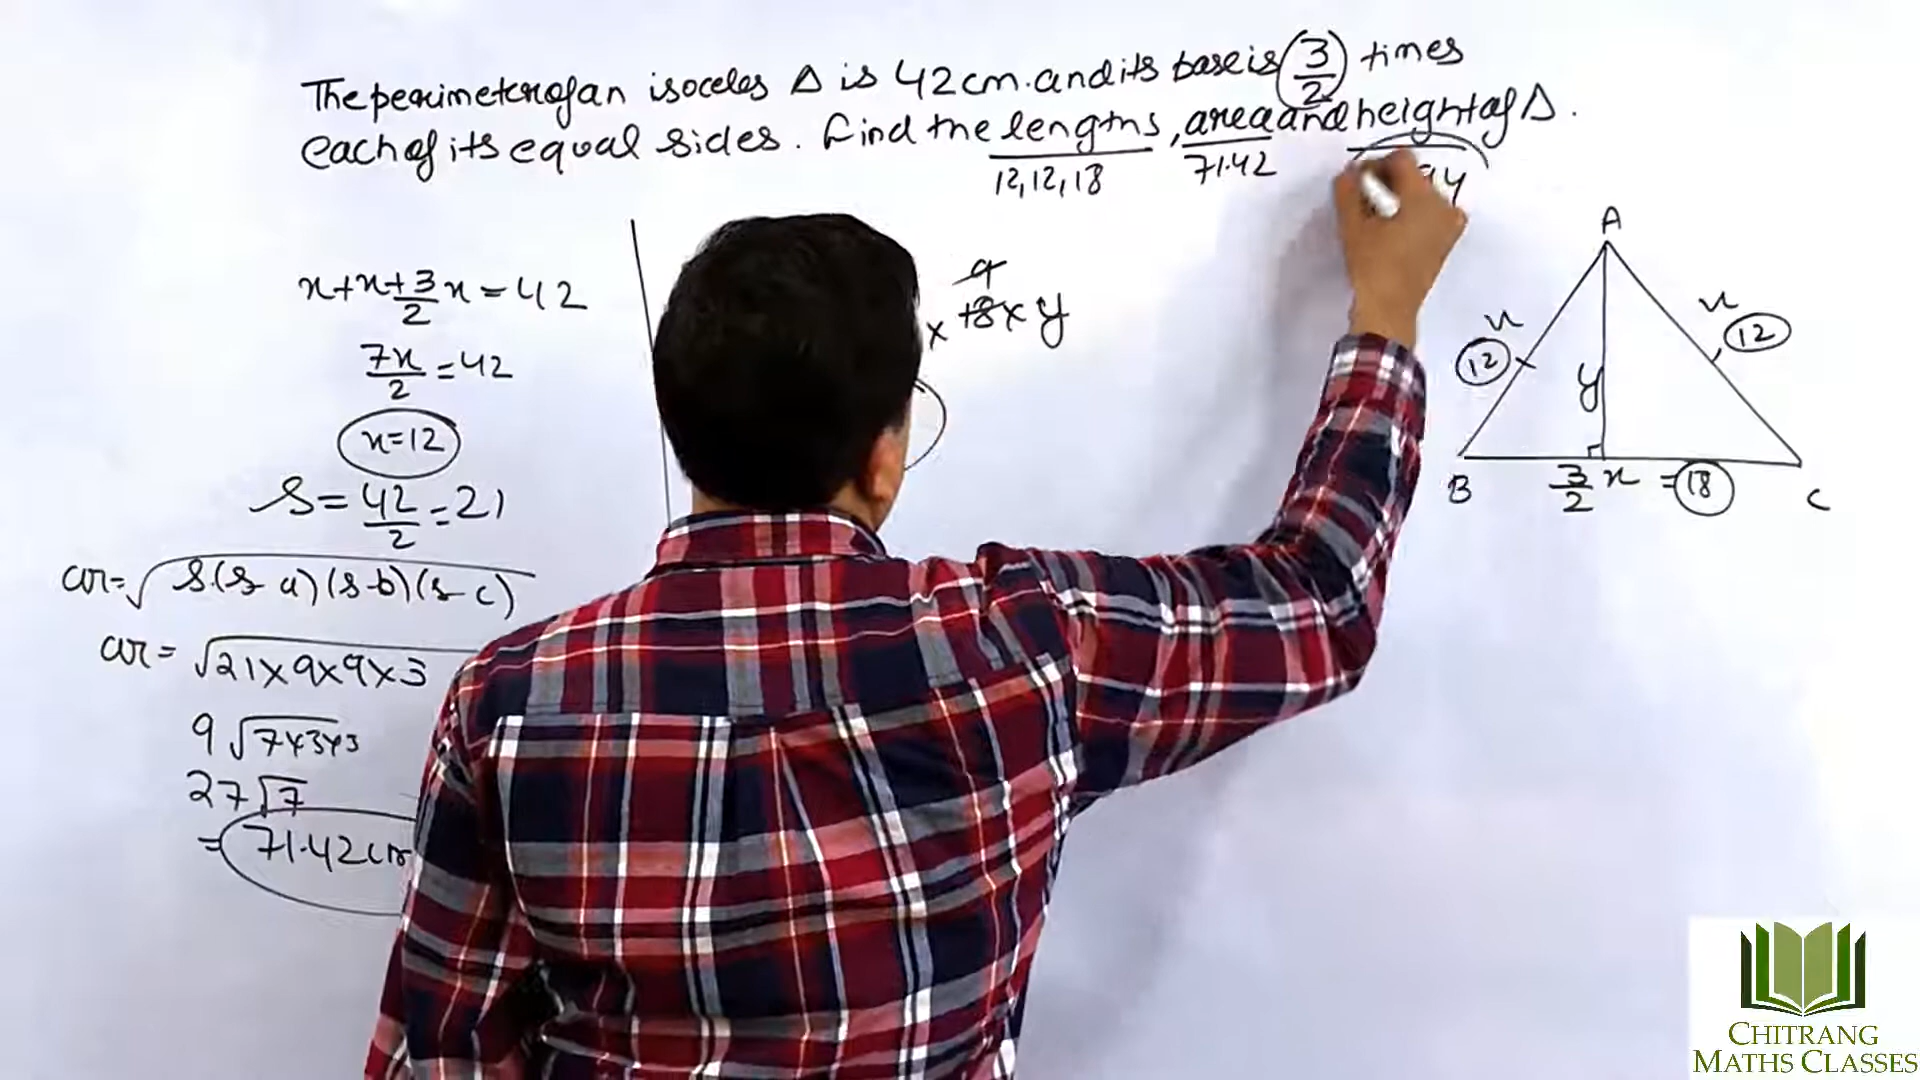 The perimeter of an isoceles Δ is 42 cm. and its base is 3/2 times
each of its equal sides. Find the lengths, area and height of Δ.
12, 12, 18
71.42
94
x + x + 3/2 x = 42
7x/2 = 42
x = 12
S = 42/2 = 21
ar = √s.(s-a)(s-b)(s-c)
ar = √21×9×9×3
9√7×3×3
27√7
= 71.42 cm
9
× 18 × y
A
x
12
x
12
y
B
3/2 x = 18
C
CHITRANG
MATHS CLASSES